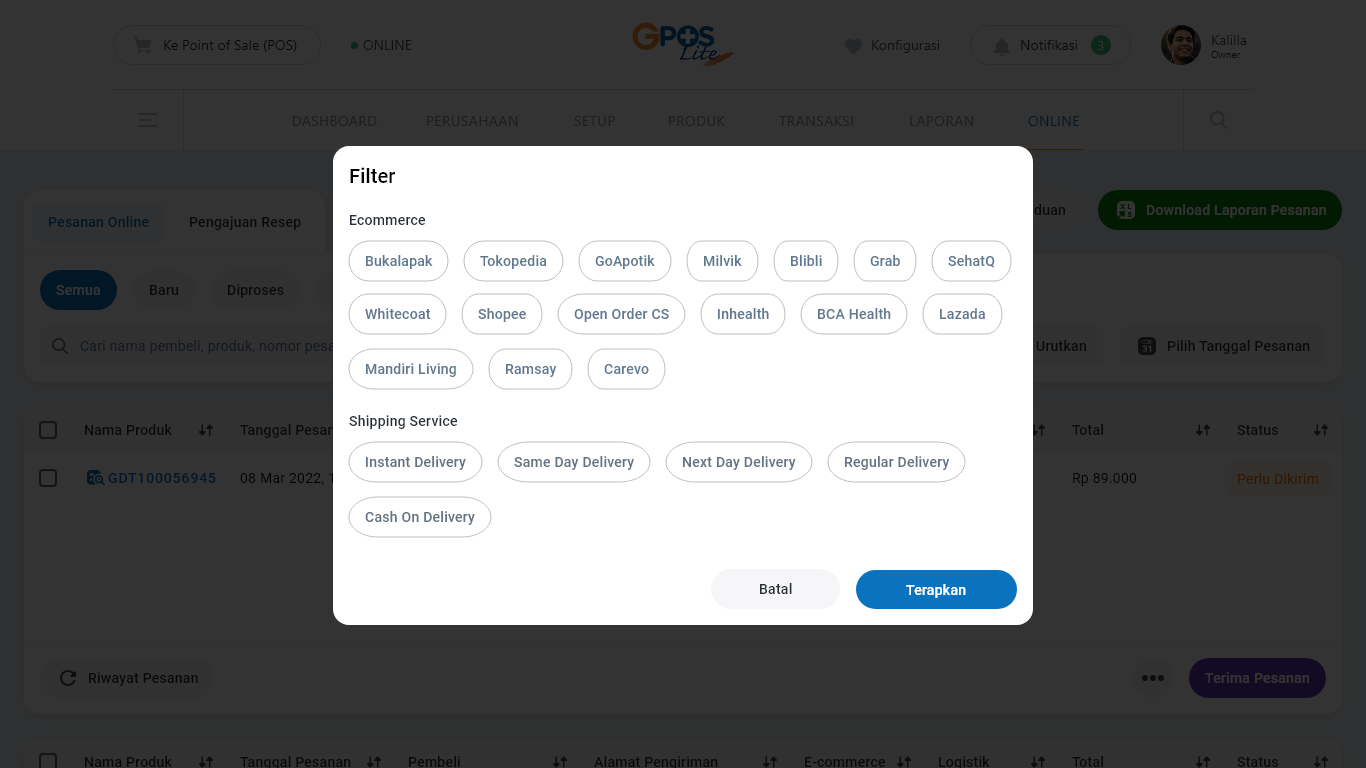 Ke Point of Sale (POS)
ONLINE
GPOS
Lite
Konfigurasi
Notifikasi
3
Kalilla
Owner
DASHBOARD
PERUSAHAAN
SETUP
PRODUK
TRANSAKSI
LAPORAN
ONLINE
Filter
Pesanan Online
Pengajuan Resep
duan
Download Laporan Pesanan
Ecommerce
Bukalapak
Tokopedia
GoApotik
Milvik
Blibli
Grab
SehatQ
Semua
Baru
Diproses
Whitecoat
Shopee
Open Order CS
Inhealth
BCA Health
Lazada
Cari nama pembeli, produk, nomor pesa
Urutkan
Pilih Tanggal Pesanan
Mandiri Living
Ramsay
Carevo
Shipping Service
Nama Produk
Tanggal Pesan
Total
Status
Instant Delivery
Same Day Delivery
Next Day Delivery
Regular Delivery
GDT100056945
08 Mar 2022, 1
Rp 89.000
Perlu Dikirim
Cash On Delivery
Batal
Terapkan
Riwayat Pesanan
Terima Pesanan
Nama Produk
Tanggal Pesanan
Pembeli
Alamat Pengiriman
E-commerce
Logistik
Total
Status